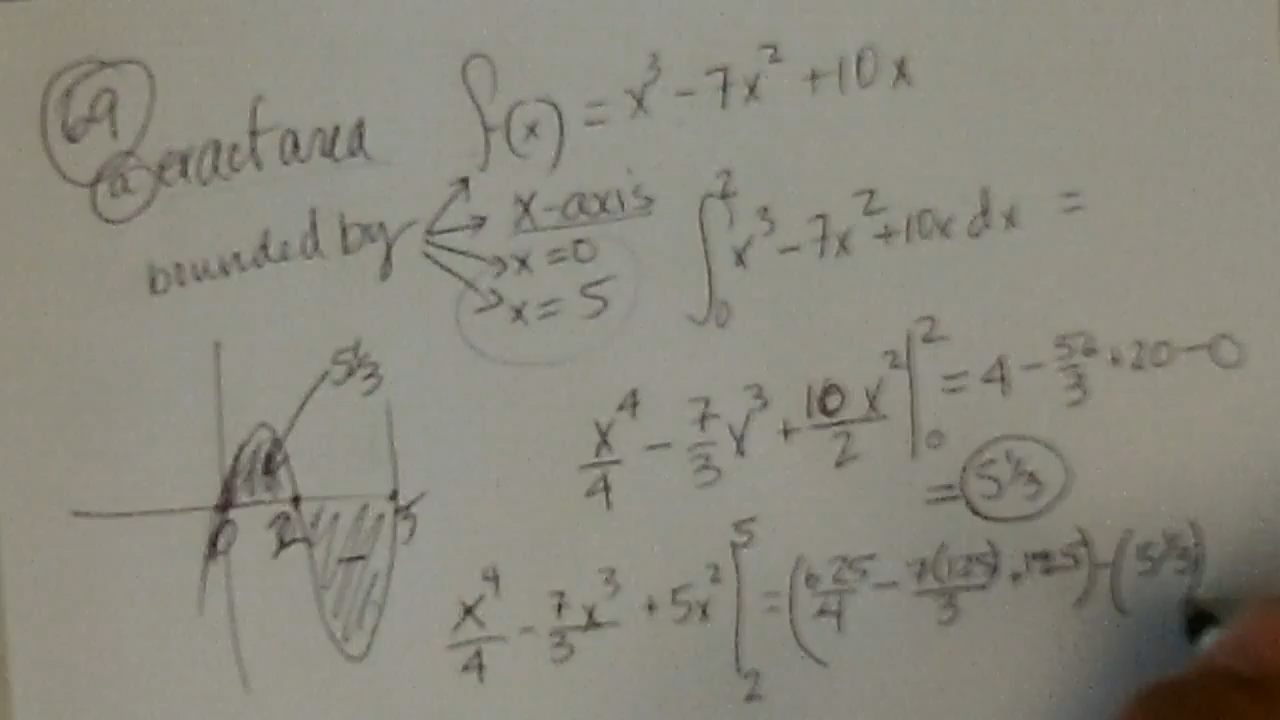 69
f(x) = x³ - 7x² + 10x
a exact area
bounded by
x-axis
x = 0
x = 5
∫₀² x³ - 7x² + 10x dx =
x⁴/4 - 7/3 x³ + 10x²/2 |₀² = 4 - 56/3 + 20 - 0
= 5⅓
5⅓
0 2 5
−
x⁴/4 - 7/3 x³ + 5x² |₂⁵ = (625/4 - 7(125)/3 + 125) - (5⅓)